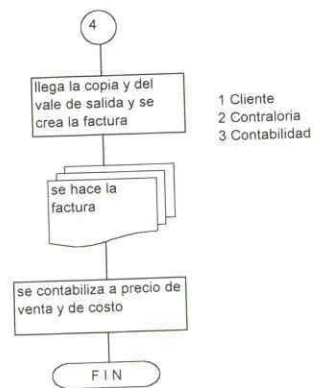 4
llega la copia y del
vale de salida y se
crea la factura
1 Cliente
2 Contraloria
3 Contabilidad
se hace la
factura
se contabiliza a precio de
venta y de costo
F I N